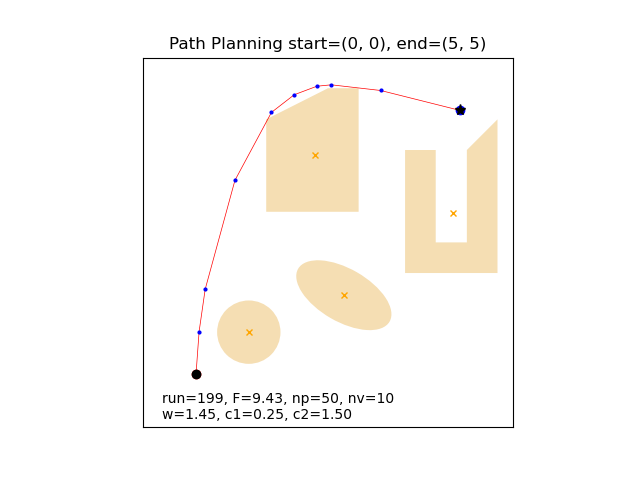 Path Planning start=(0, 0), end=(5, 5)
run=199, F=9.43, np=50, nv=10
w=1.45, c1=0.25, c2=1.50